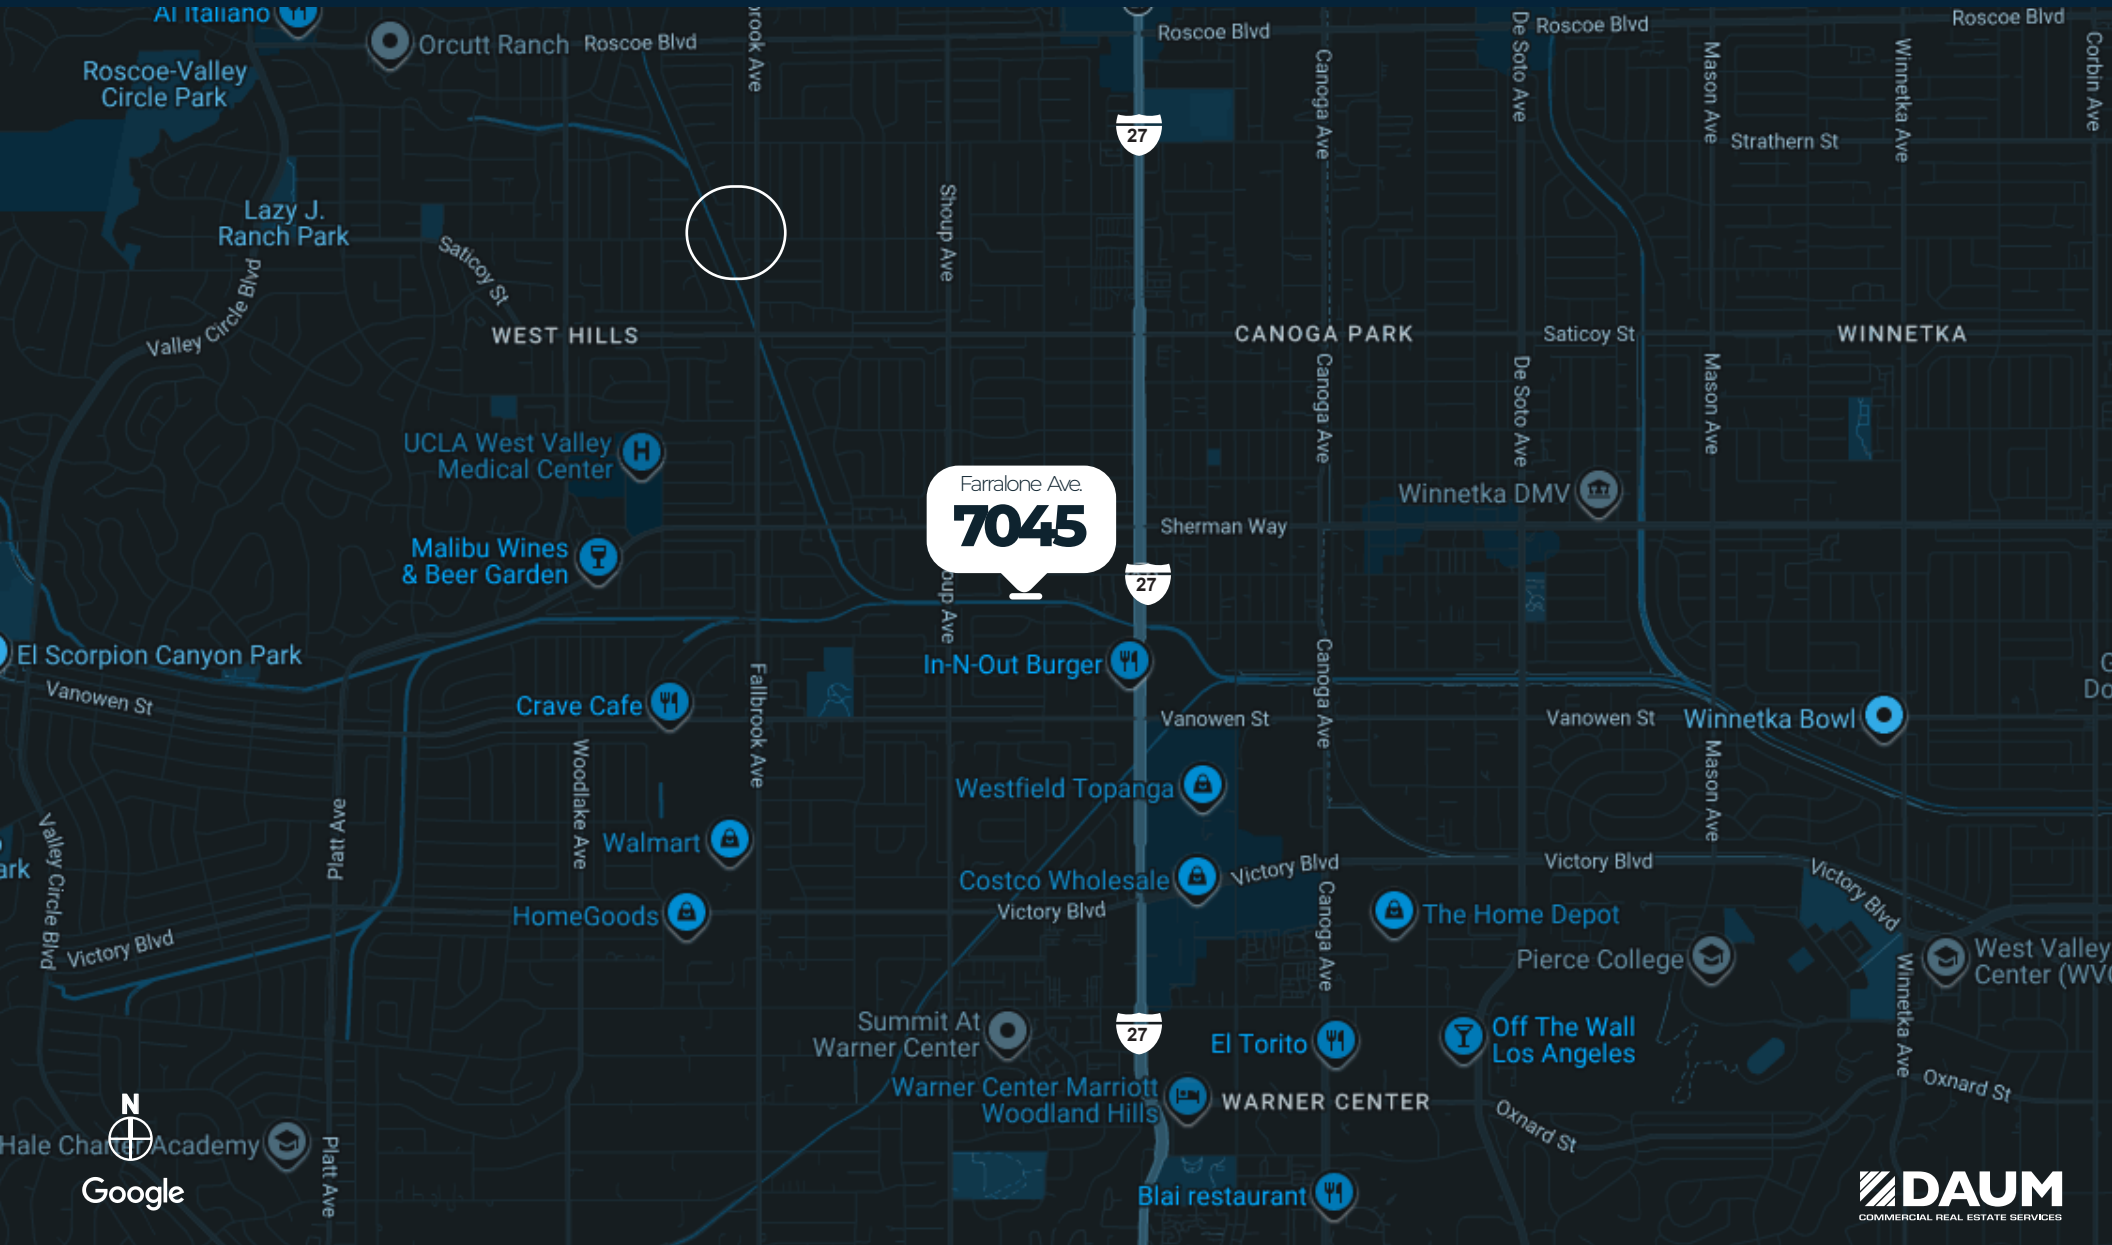 Al Italiano
Orcutt Ranch
Roscoe Blvd
brook Ave
Roscoe Blvd
Canoga Ave
De Soto Ave
Roscoe Blvd
Mason Ave
Winnetka Ave
Roscoe Blvd
Corbin Ave
Roscoe-Valley
Circle Park
27
Strathern St
Lazy J.
Ranch Park
Saticoy St
Shoup Ave
Valley Circle Blvd
WEST HILLS
CANOGA PARK
Saticoy St
WINNETKA
Canoga Ave
De Soto Ave
Mason Ave
UCLA West Valley
Medical Center
Farralone Ave.
7045
Winnetka DMV
Sherman Way
Malibu Wines
& Beer Garden
27
oup Ave
El Scorpion Canyon Park
Vanowen St
In-N-Out Burger
Canoga Ave
Crave Cafe
Fallbrook Ave
Vanowen St
Vanowen St
Winnetka Bowl
Do
Woodlake Ave
Westfield Topanga
Mason Ave
Platt Ave
Walmart
ark
Valley Circle Blvd
Costco Wholesale
Victory Blvd
Victory Blvd
Victory Blvd
HomeGoods
Victory Blvd
Canoga Ave
The Home Depot
Victory Blvd
Pierce College
West Valley
Center (WVO
Winnetka Ave
Summit At
Warner Center
27
El Torito
Off The Wall
Los Angeles
Warner Center Marriott
Woodland Hills
WARNER CENTER
Oxnard St
Oxnard St
N
Hale Charter Academy
Platt Ave
Google
Blai restaurant
DAUM
COMMERCIAL REAL ESTATE SERVICES